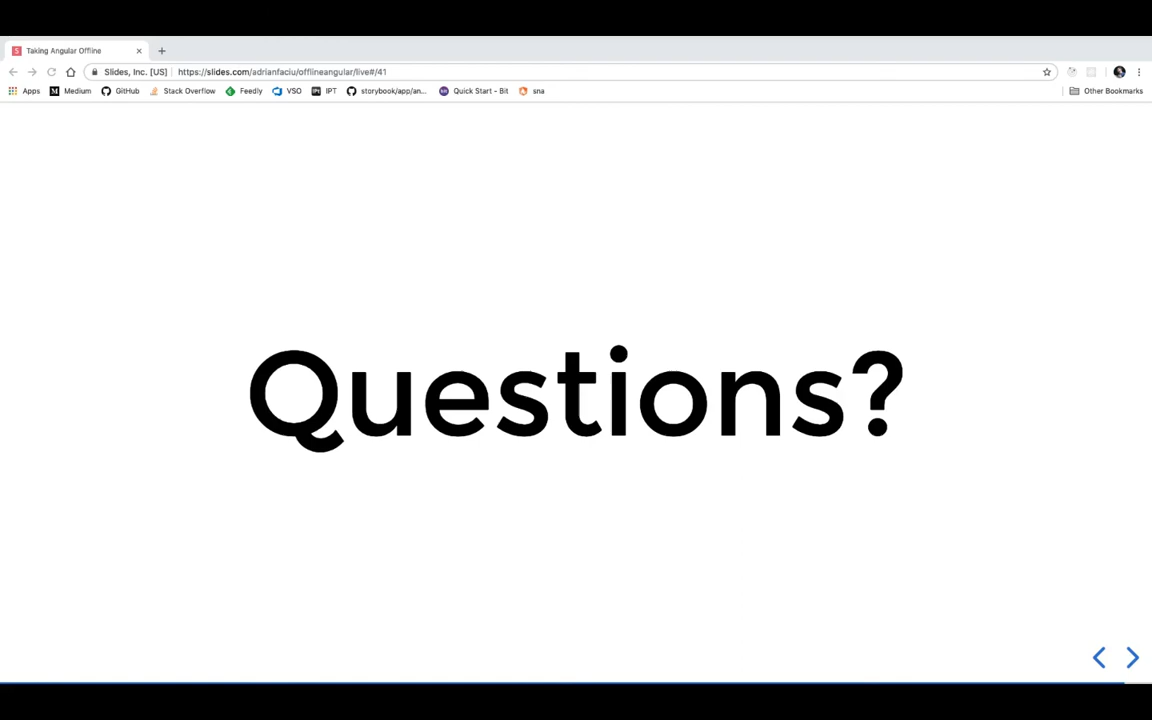 Taking Angular Offline
Slides, Inc. [US] https://slides.com/adrianfaciu/offlineangular/live#/41
Apps Medium GitHub Stack Overflow Feedly VSO IPT storybook/app/an... Quick Start - Bit sna Other Bookmarks
Questions?